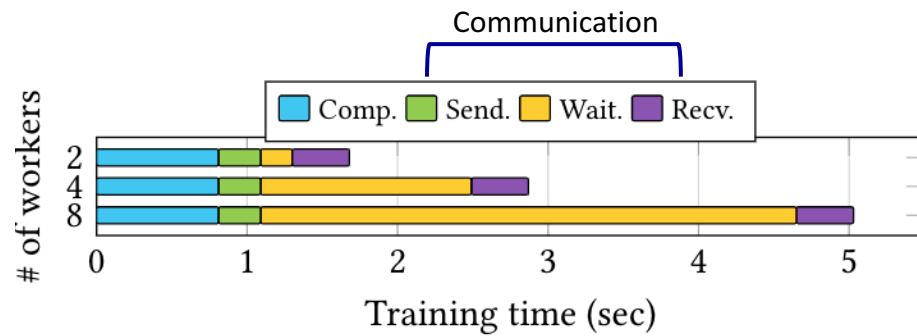 Communication
Comp. Send. Wait. Recv.
# of workers
2
4
8
0 1 2 3 4 5
Training time (sec)